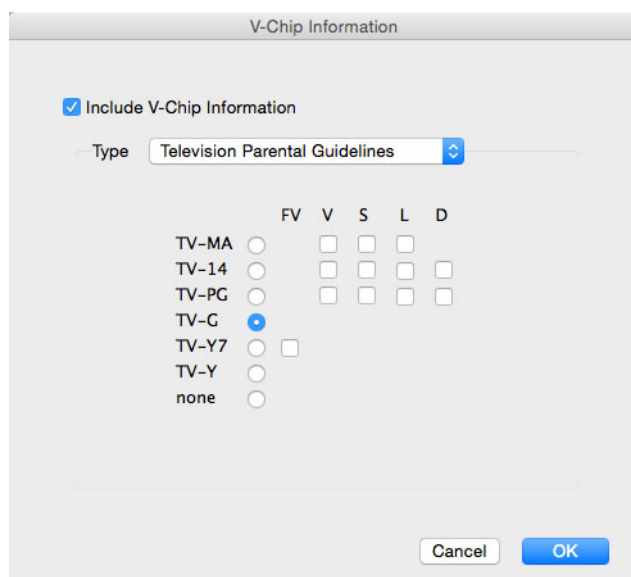 V-Chip Information
Include V-Chip Information
Type Television Parental Guidelines
FV V S L D
TV-MA
TV-14
TV-PG
TV-G
TV-Y7
TV-Y
none
Cancel OK